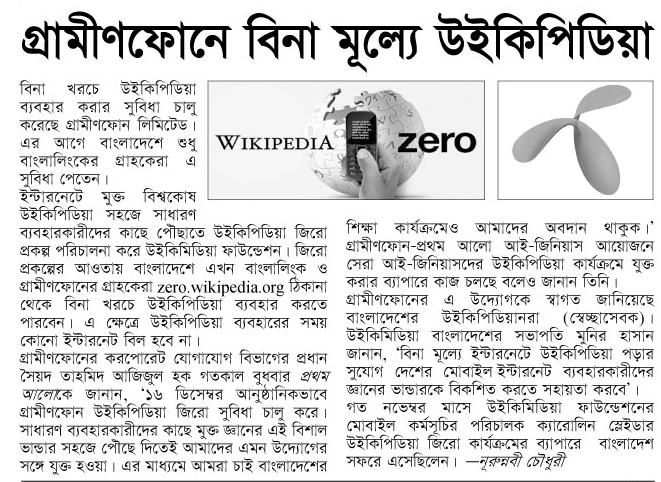 গ্রামীণফোনে বিনা মূল্যে উইকিপিডিয়া
বিনা খরচে উইকিপিডিয়া
ব্যবহার করার সুবিধা চালু
করেছে গ্রামীণফোন লিমিটেড।
এর আগে বাংলাদেশে শুধু
বাংলালিংকের গ্রাহকেরা এ
সুবিধা পেতেন।
ইন্টারনেটে মুক্ত বিশ্বকোষ
উইকিপিডিয়া সহজে সাধারণ
ব্যবহারকারীদের কাছে পৌছাতে উইকিপিডিয়া জিরো
প্রকল্প পরিচালনা করে উইকিমিডিয়া ফাউন্ডেশন। জিরো
প্রকল্পের আওতায় বাংলাদেশে এখন বাংলালিংক ও
গ্রামীণফোনের গ্রাহকেরা zero.wikipedia.org ঠিকানা
থেকে বিনা খরচে উইকিপিডিয়া ব্যবহার করতে
পারবেন। এ ক্ষেত্রে উইকিপিডিয়া ব্যবহারের সময়
কোনো ইন্টারনেট বিল হবে না।
গ্রামীণফোনের করপোরেট যোগাযোগ বিভাগের প্রধান
সৈয়দ তাহমিদ আজিজুল হক গতকাল বুধবার প্রথম
আলোকে জানান, ‘১৬ ডিসেম্বর আনুষ্ঠানিকভাবে
গ্রামীণফোন উইকিপিডিয়া জিরো সুবিধা চালু করে।
সাধারণ ব্যবহারকারীদের কাছে মুক্ত জ্ঞানের এই বিশাল
ভান্ডার সহজে পৌছে দিতেই আমাদের এমন উদ্যোগের
সঙ্গে যুক্ত হওয়া। এর মাধ্যমে আমরা চাই বাংলাদেশের
WIKIPEDIA zero
শিক্ষা কার্যক্রমেও আমাদের অবদান থাকুক।’
গ্রামীণফোন-প্রথম আলো আই-জিনিয়াস আয়োজনে
সেরা আই-জিনিয়াসদের উইকিপিডিয়া কার্যক্রমে যুক্ত
করার ব্যাপারে কাজ চলছে বলেও জানান তিনি।
গ্রামীণফোনের এ উদ্যোগকে স্বাগত জানিয়েছে
বাংলাদেশের উইকিপিডিয়ানরা (স্বেচ্ছাসেবক)।
উইকিমিডিয়া বাংলাদেশের সভাপতি মুনির হাসান
জানান, ‘বিনা মূল্যে ইন্টারনেটে উইকিপিডিয়া পড়ার
সুযোগ দেশের মোবাইল ইন্টারনেট ব্যবহারকারীদের
জ্ঞানের ভান্ডারকে বিকশিত করতে সহায়তা করবে’।
গত নভেম্বর মাসে উইকিমিডিয়া ফাউন্ডেশনের
মোবাইল কর্মসূচির পরিচালক ক্যারোলিন স্লেইডার
উইকিপিডিয়া জিরো কার্যক্রমের ব্যাপারে বাংলাদেশ
সফরে এসেছিলেন। —নূরুন্নবী চৌধুরী